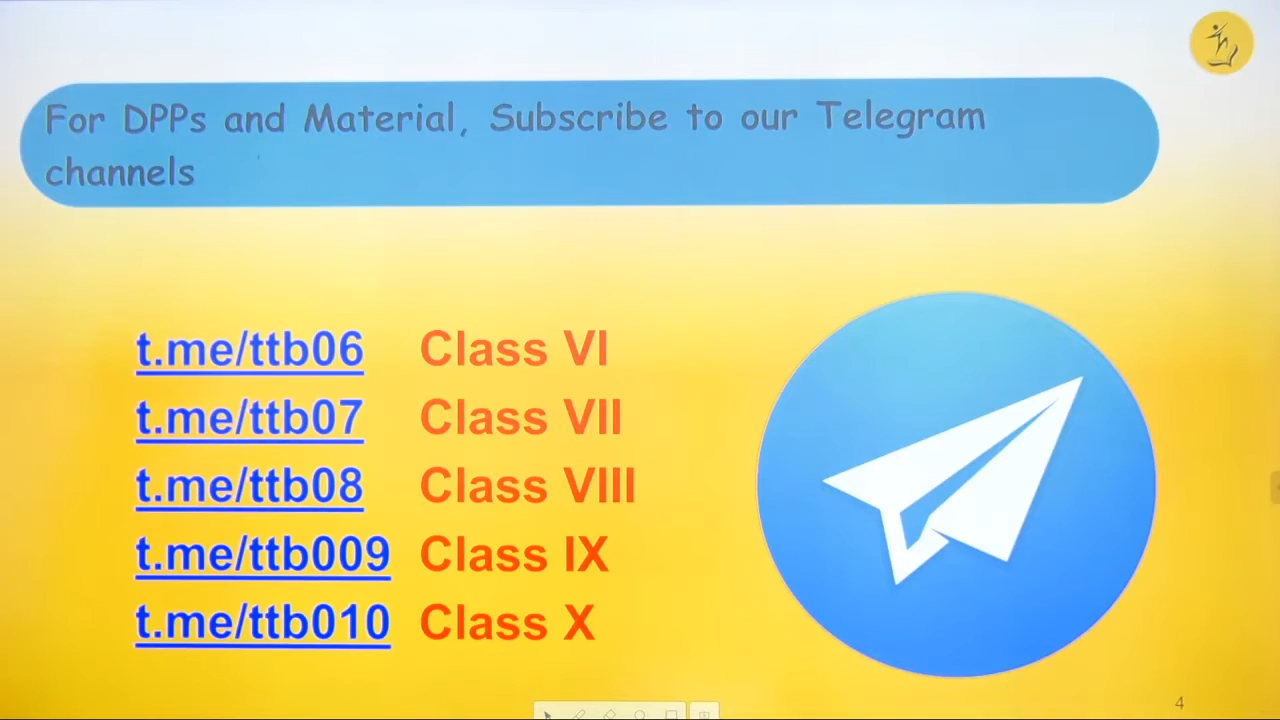 For DPPs and Material, Subscribe to our Telegram
channels
t.me/ttb06 Class VI
t.me/ttb07 Class VII
t.me/ttb08 Class VIII
t.me/ttb009 Class IX
t.me/ttb010 Class X
4